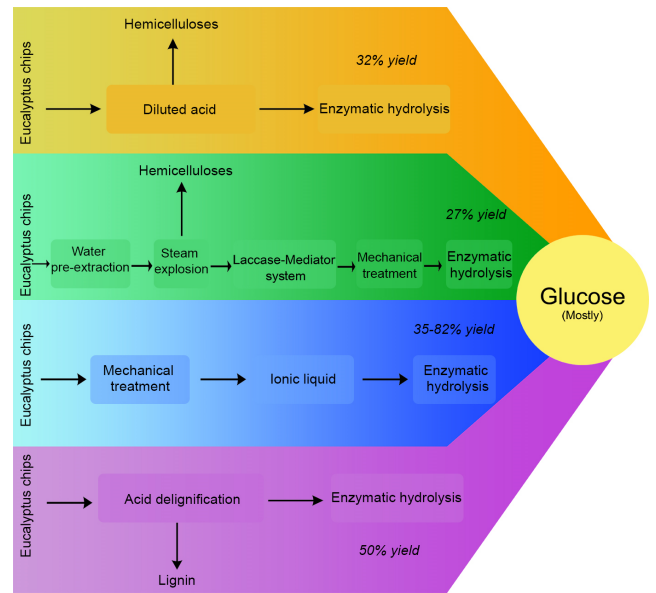 Hemicelluloses
32% yield
Eucalyptus chips
Diluted acid
Enzymatic hydrolysis
Hemicelluloses
27% yield
Eucalyptus chips
Water
pre-extraction
Steam
explosion
Laccase-Mediator
system
Mechanical
treatment
Enzymatic
hydrolysis
Glucose
(Mostly)
35-82% yield
Eucalyptus chips
Mechanical
treatment
Ionic liquid
Enzymatic
hydrolysis
Eucalyptus chips
Acid delignification
Enzymatic hydrolysis
50% yield
Lignin